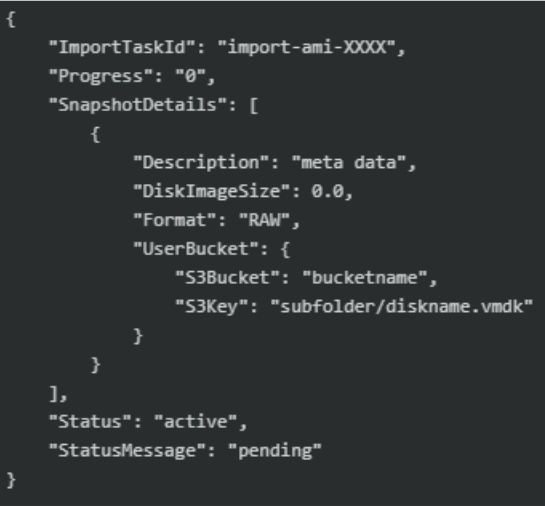 {
    "ImportTaskId": "import-ami-XXXX",
    "Progress": "0",
    "SnapshotDetails": [
        {
            "Description": "meta data",
            "DiskImageSize": 0.0,
            "Format": "RAW",
            "UserBucket": {
                "S3Bucket": "bucketname",
                "S3Key": "subfolder/diskname.vmdk"
            }
        }
    ],
    "Status": "active",
    "StatusMessage": "pending"
}